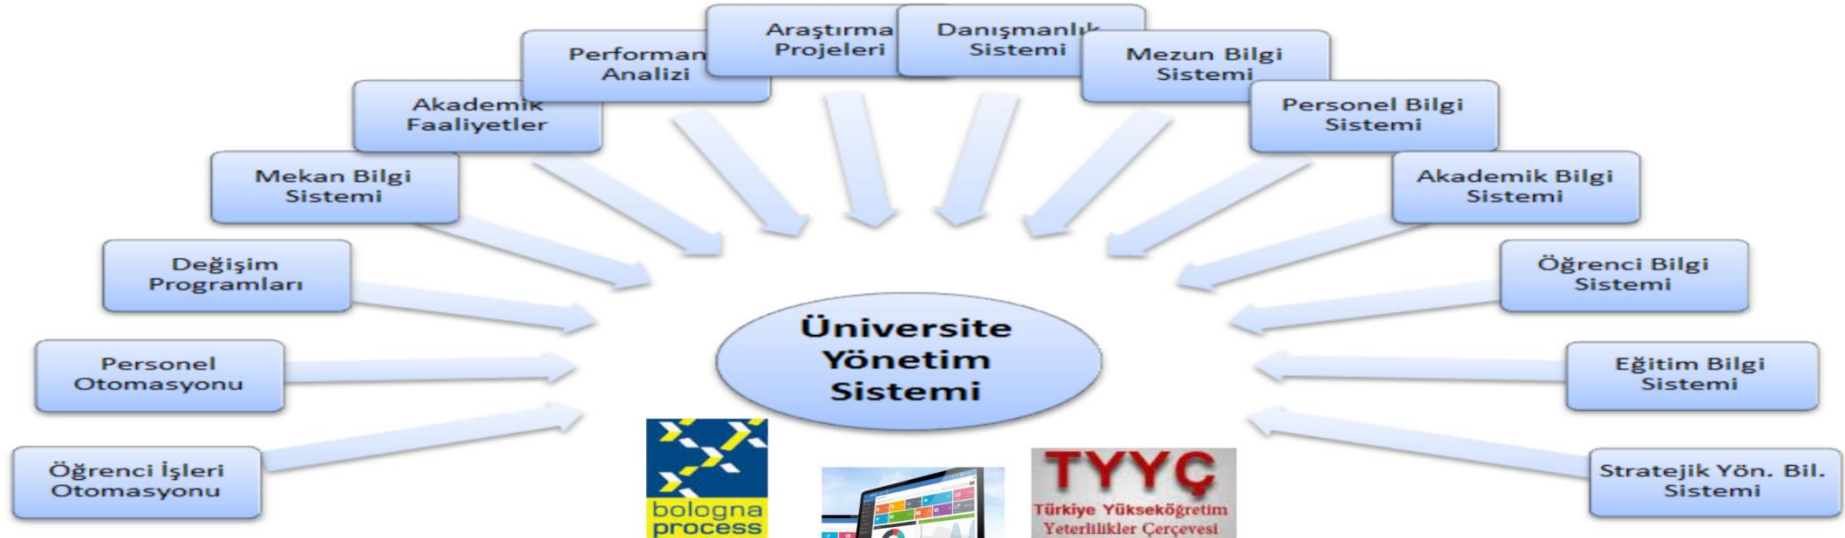 Öğrenci İşleri
Otomasyonu
Personel
Otomasyonu
Değişim
Programları
Mekan Bilgi
Sistemi
Akademik
Faaliyetler
Performan
Analizi
Araştırma
Projeleri
Danışmanlık
Sistemi
Mezun Bilgi
Sistemi
Personel Bilgi
Sistemi
Akademik Bilgi
Sistemi
Öğrenci Bilgi
Sistemi
Eğitim Bilgi
Sistemi
Stratejik Yön. Bil.
Sistemi
Üniversite
Yönetim
Sistemi
bologna
process
TYYÇ
Türkiye Yükseköğretim
Yeterlilikler Çerçevesi